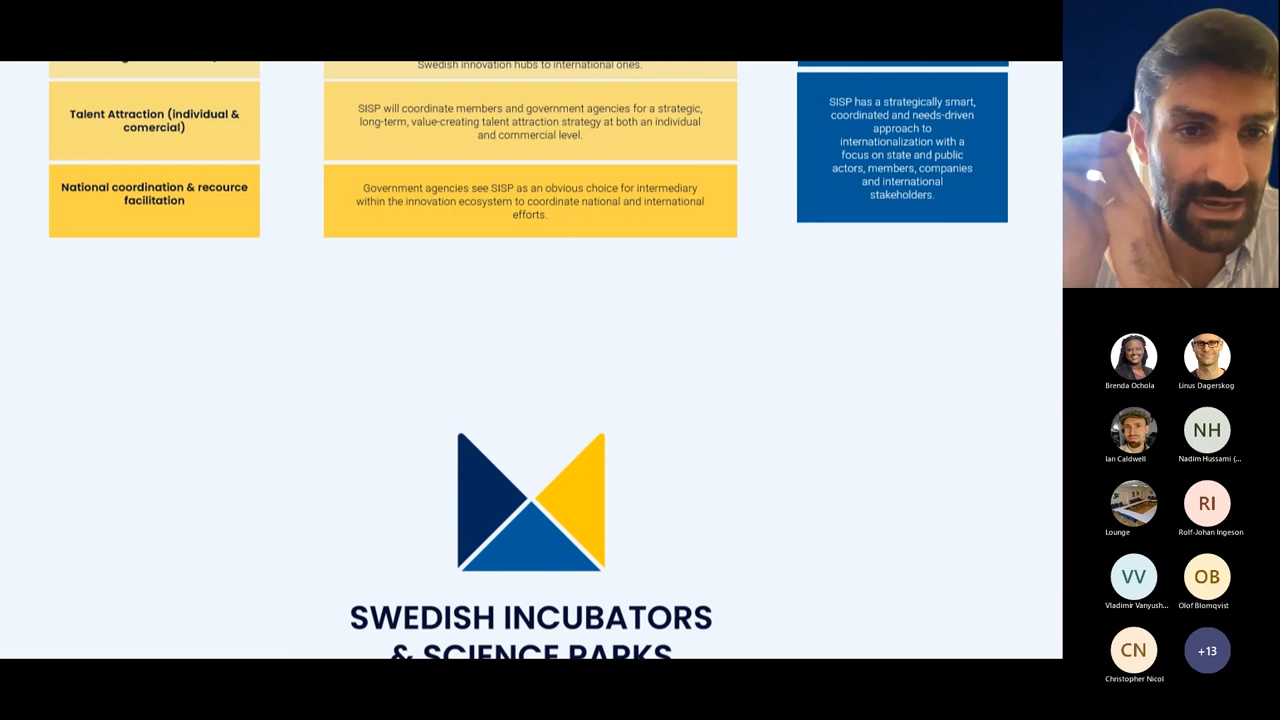 Swedish innovation hubs to international ones.
Talent Attraction (individual &
comercial)
SISP will coordinate members and government agencies for a strategic,
long-term, value-creating talent attraction strategy at both an individual
and commercial level.
National coordination & recource
facilitation
Government agencies see SISP as an obvious choice for intermediary
within the innovation ecosystem to coordinate national and international
efforts.
SISP has a strategically smart,
coordinated and needs-driven
approach to
internationalization with a
focus on state and public
actors, members, companies
and international
stakeholders.
SWEDISH INCUBATORS
& SCIENCE PARKS
Brenda Ochola
Linus Dagerskog
Ian Caldwell
NH
Nadim Hussami (...
Lounge
RI
Rolf-Johan Ingeson
VV
Vladimir Vanyush...
OB
Olof Blomqvist
CN
Christopher Nicol
+13